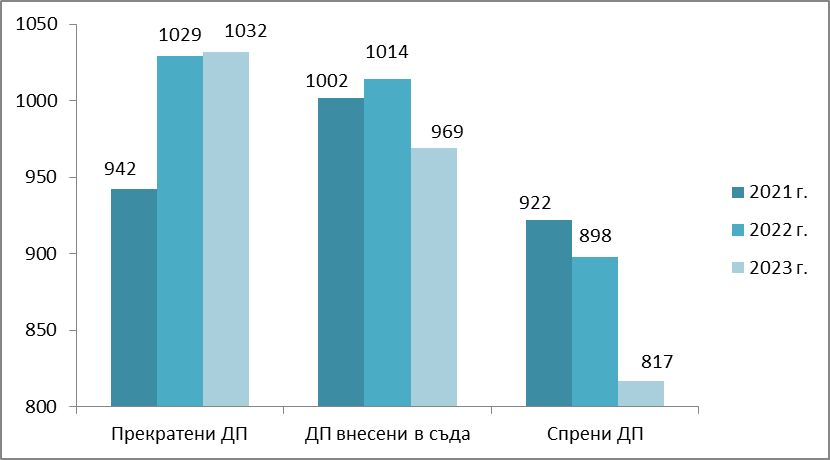 1050
1000
950
900
850
800
942
1029
1032
1002
1014
969
922
898
817
Прекратени ДП
ДП внесени в съда
Спрени ДП
2021 г.
2022 г.
2023 г.